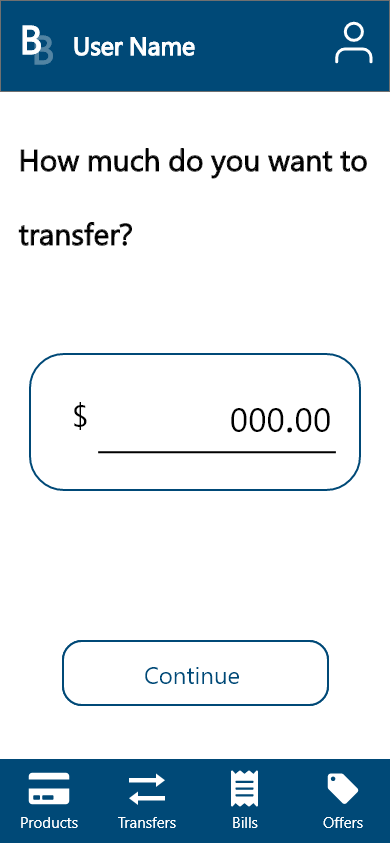 BB User Name
How much do you want to
transfer?
$ 000.00
Continue
Products Transfers Bills Offers